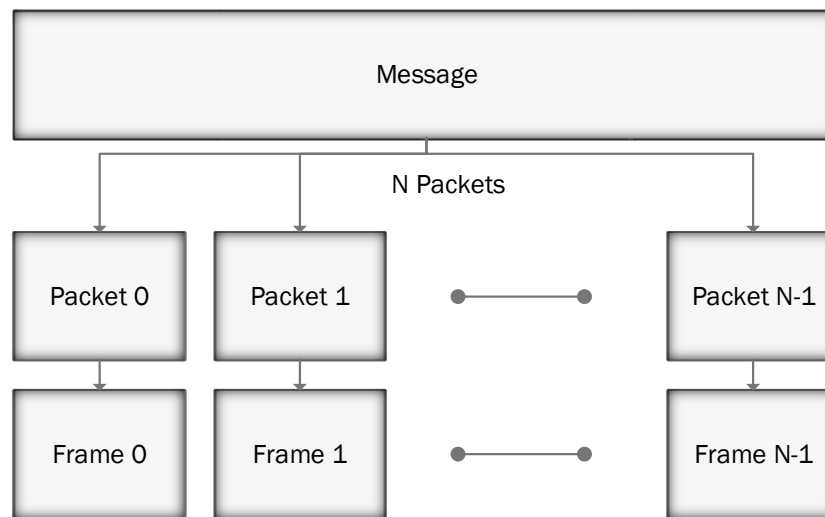 Message
N Packets
Packet 0
Packet 1
Packet N-1
Frame 0
Frame 1
Frame N-1